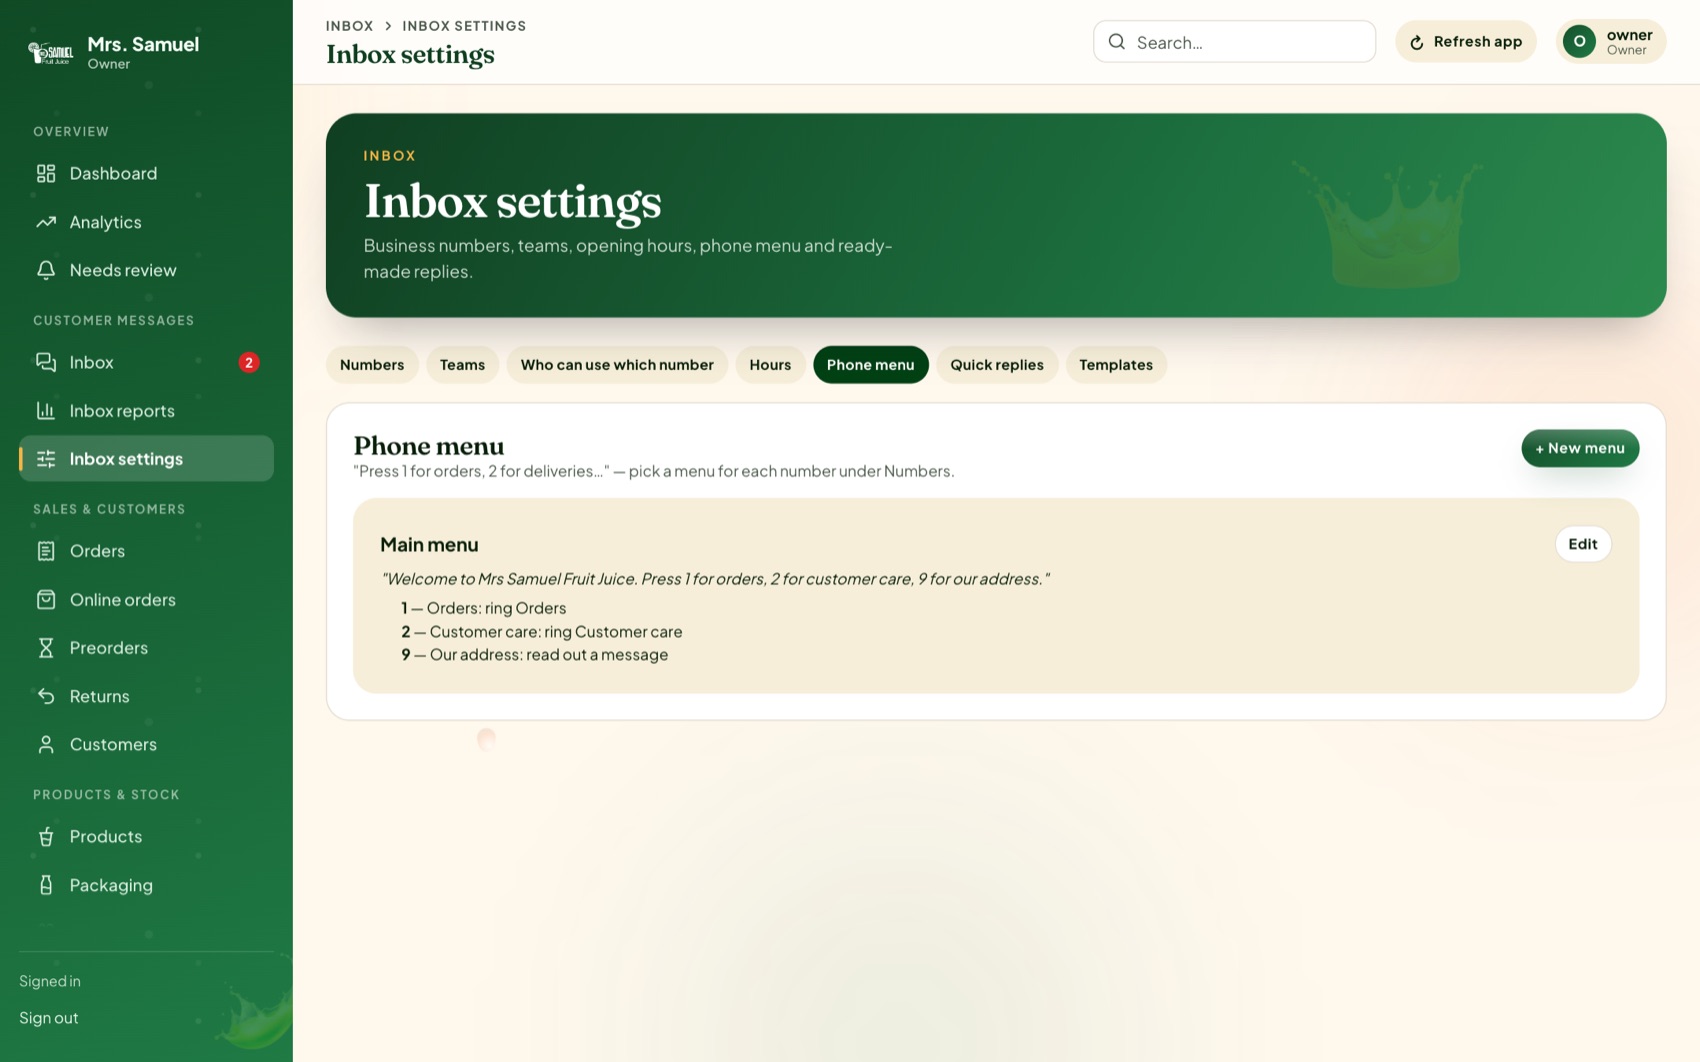 SAMUEL
Fruit Juice
Mrs. Samuel
Owner
OVERVIEW
Dashboard
Analytics
Needs review
CUSTOMER MESSAGES
Inbox
2
Inbox reports
Inbox settings
SALES & CUSTOMERS
Orders
Online orders
Preorders
Returns
Customers
PRODUCTS & STOCK
Products
Packaging
Signed in
Sign out
INBOX > INBOX SETTINGS
Inbox settings
Search...
Refresh app
O
owner
Owner
INBOX
Inbox settings
Business numbers, teams, opening hours, phone menu and ready-
made replies.
Numbers
Teams
Who can use which number
Hours
Phone menu
Quick replies
Templates
Phone menu
"Press 1 for orders, 2 for deliveries…" — pick a menu for each number under Numbers.
+ New menu
Main menu
Edit
"Welcome to Mrs Samuel Fruit Juice. Press 1 for orders, 2 for customer care, 9 for our address."
1 — Orders: ring Orders
2 — Customer care: ring Customer care
9 — Our address: read out a message